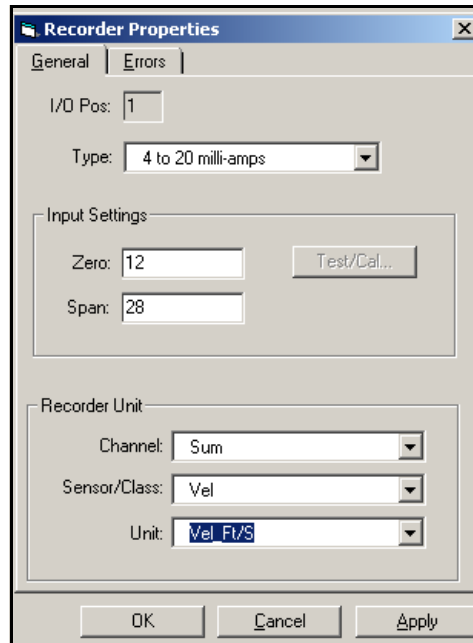 Recorder Properties
General Errors
I/O Pos: 1
Type: 4 to 20 milli-amps
Input Settings
Zero: 12 Test/Cal...
Span: 28
Recorder Unit
Channel: Sum
Sensor/Class: Vel
Unit: Vel_Ft/S
OK Cancel Apply